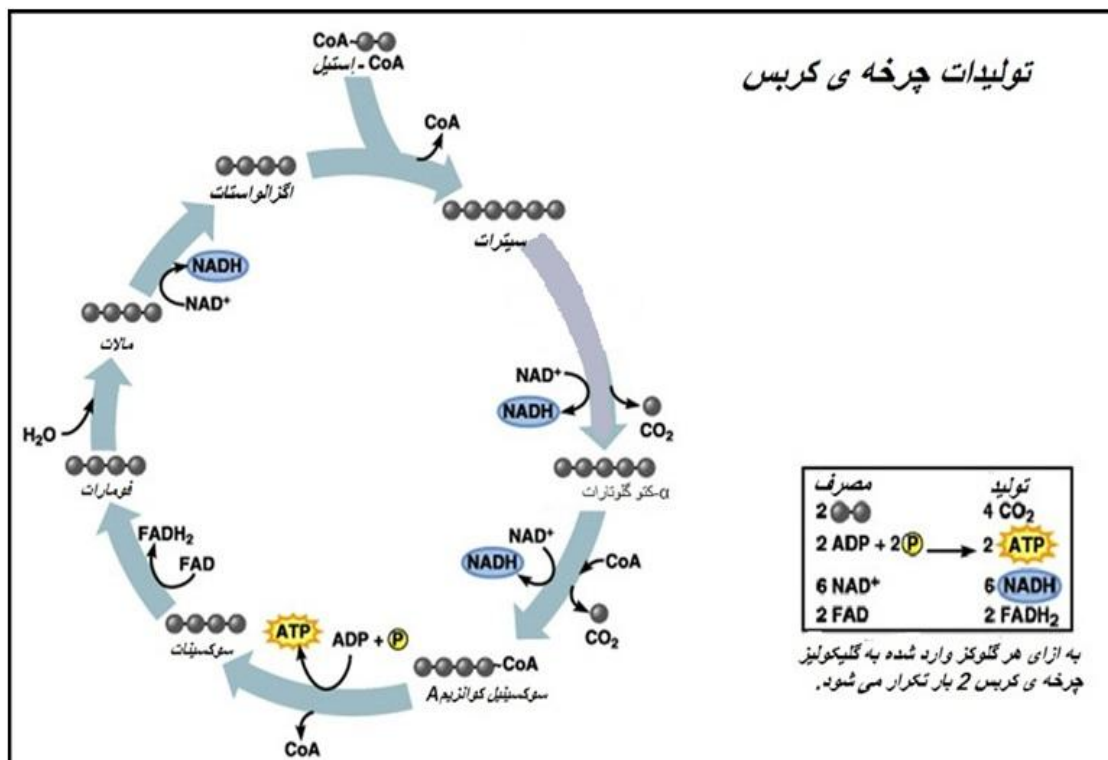 تولیدات چرخه ی کربس
CoA
CoA - إستیل
CoA
اگزالواستات
سیترات
NADH
NAD⁺
مالات
NAD⁺
NADH
CO₂
H₂O
فومارات
α-کتو گلوتارات
FADH₂
FAD
NAD⁺
NADH
CoA
CO₂
سوکسینات
ATP
ADP + P
CoA
سوکسینیل کوانزیم A
CoA
مصرف تولید
2 4 CO₂
2 ADP + 2 P 2 ATP
6 NAD⁺ 6 NADH
2 FAD 2 FADH₂
به ازای هر گلوکز وارد شده به گلیکولیز
چرخه ی کربس 2 بار تکرار می شود.